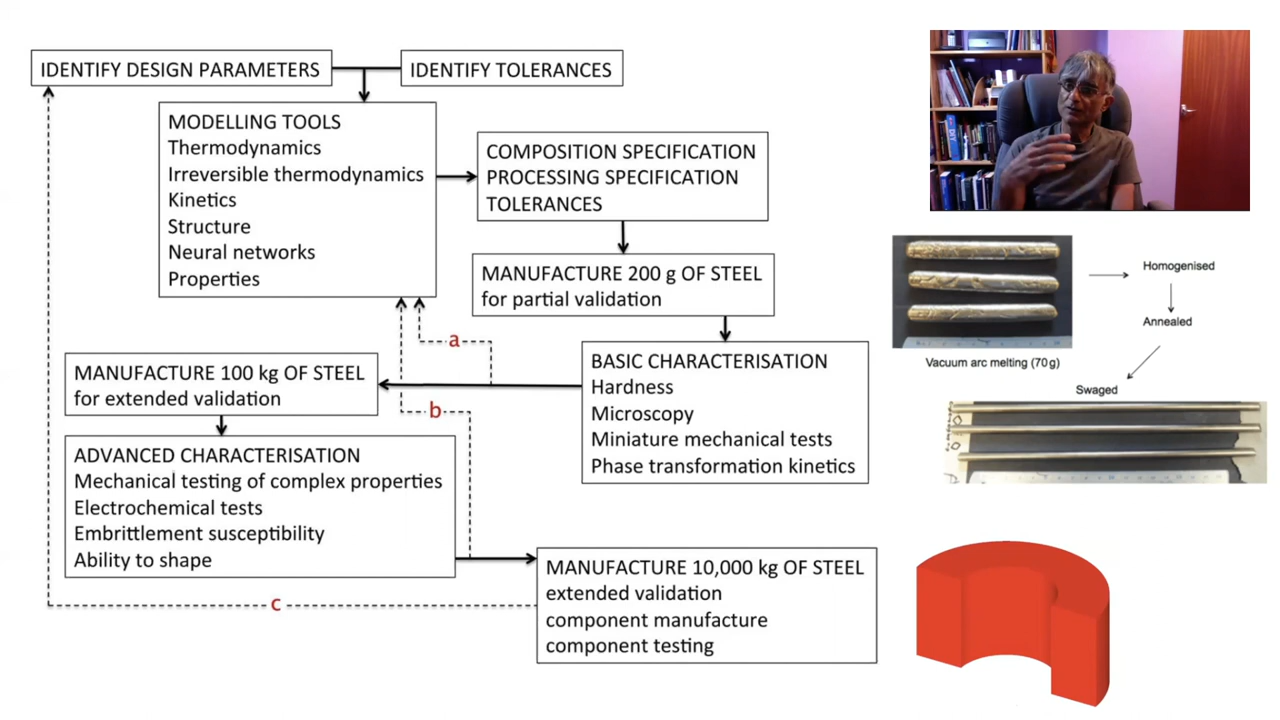 IDENTIFY DESIGN PARAMETERS
IDENTIFY TOLERANCES
MODELLING TOOLS
Thermodynamics
Irreversible thermodynamics
Kinetics
Structure
Neural networks
Properties
COMPOSITION SPECIFICATION
PROCESSING SPECIFICATION
TOLERANCES
MANUFACTURE 200 g OF STEEL
for partial validation
a
BASIC CHARACTERISATION
Hardness
Microscopy
Miniature mechanical tests
Phase transformation kinetics
MANUFACTURE 100 kg OF STEEL
for extended validation
b
ADVANCED CHARACTERISATION
Mechanical testing of complex properties
Electrochemical tests
Embrittlement susceptibility
Ability to shape
MANUFACTURE 10,000 kg OF STEEL
extended validation
component manufacture
component testing
c
DIY
Homogenised
Annealed
Vacuum arc melting (70 g)
Swaged